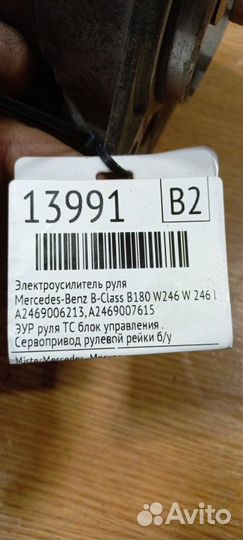 13991 B2
Электроусилитель руля
Mercedes-Benz B-Class B180 W246 W 246 l
A2469006213, A2469007615
ЭУР руля ТС блок управления .
Сервопривод рулевой рейки б/у
MisterMercedes
Avito